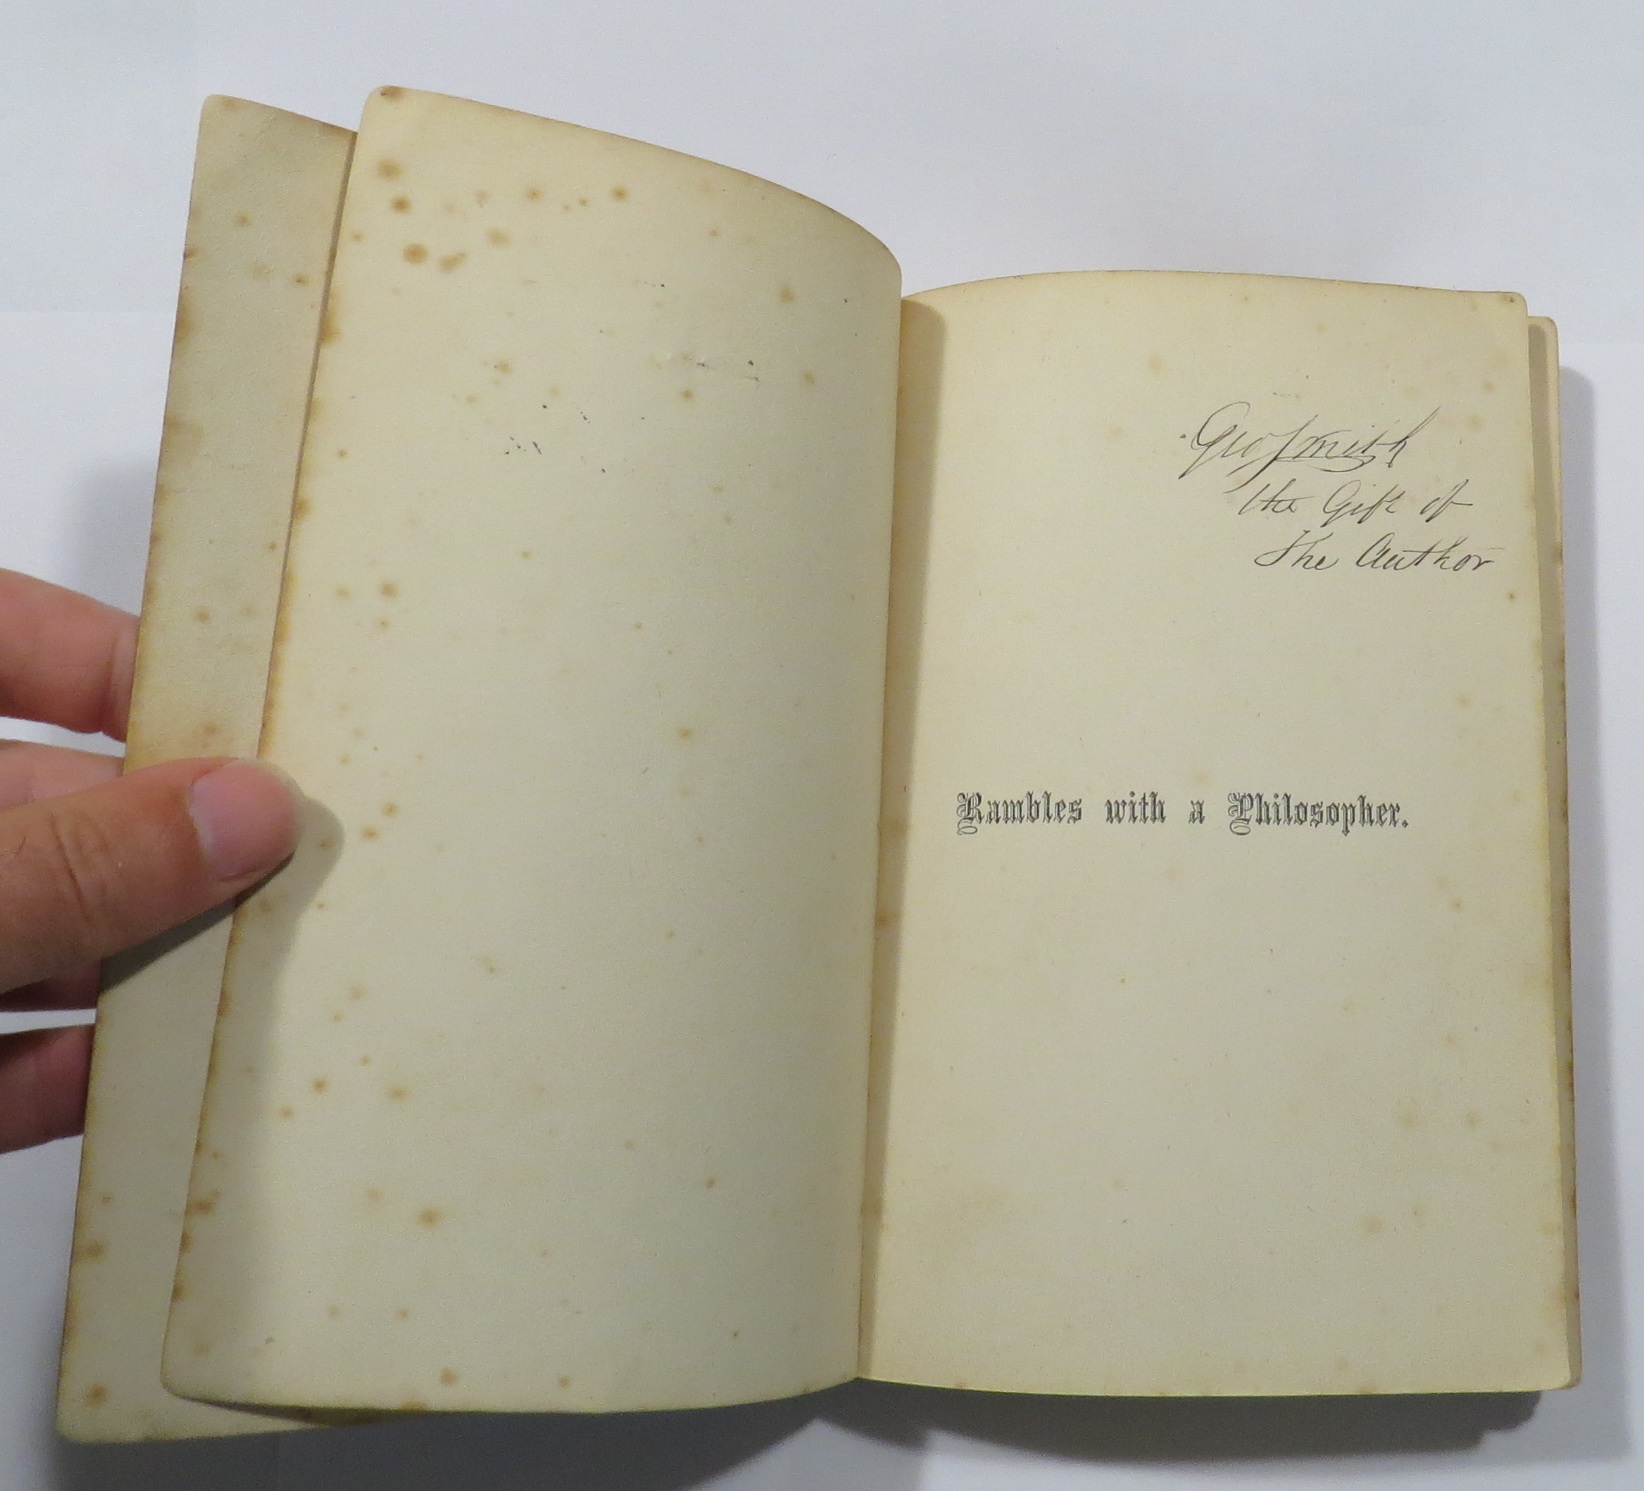 Geo Smith
the Gift of
The Author
Rambles with a Philosopher.